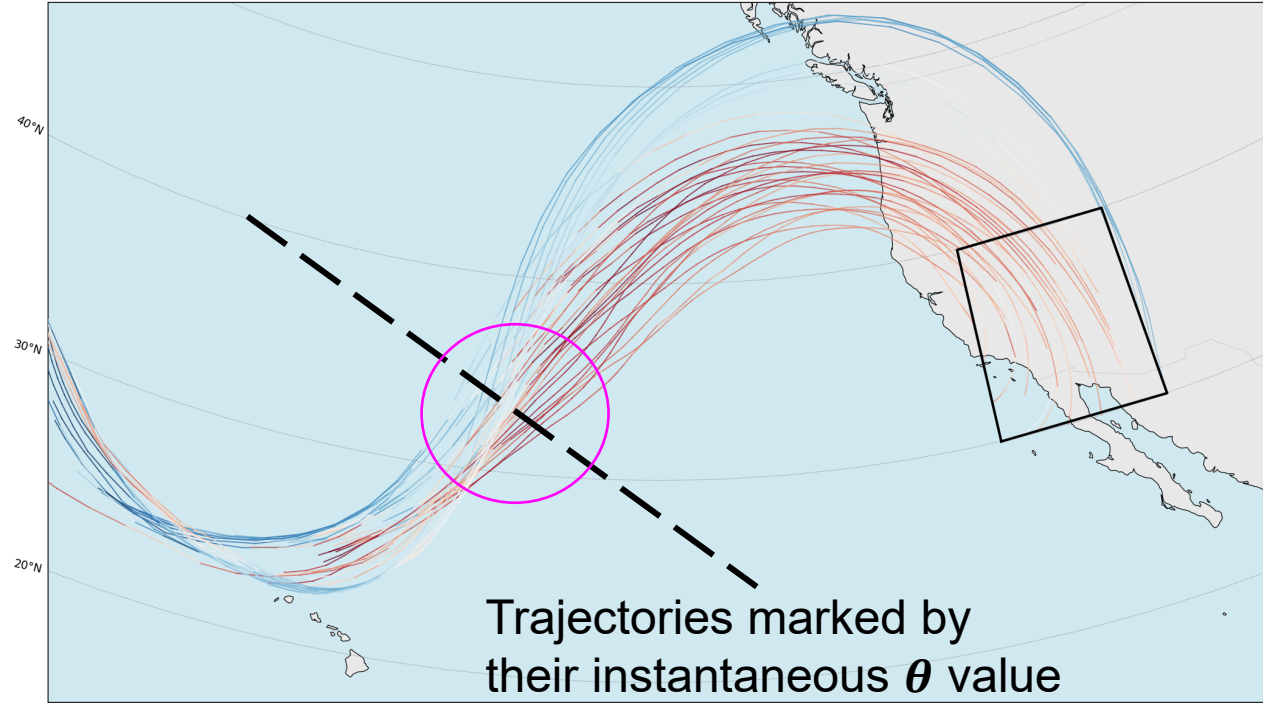 40°N
30°N
20°N
Trajectories marked by
their instantaneous θ value